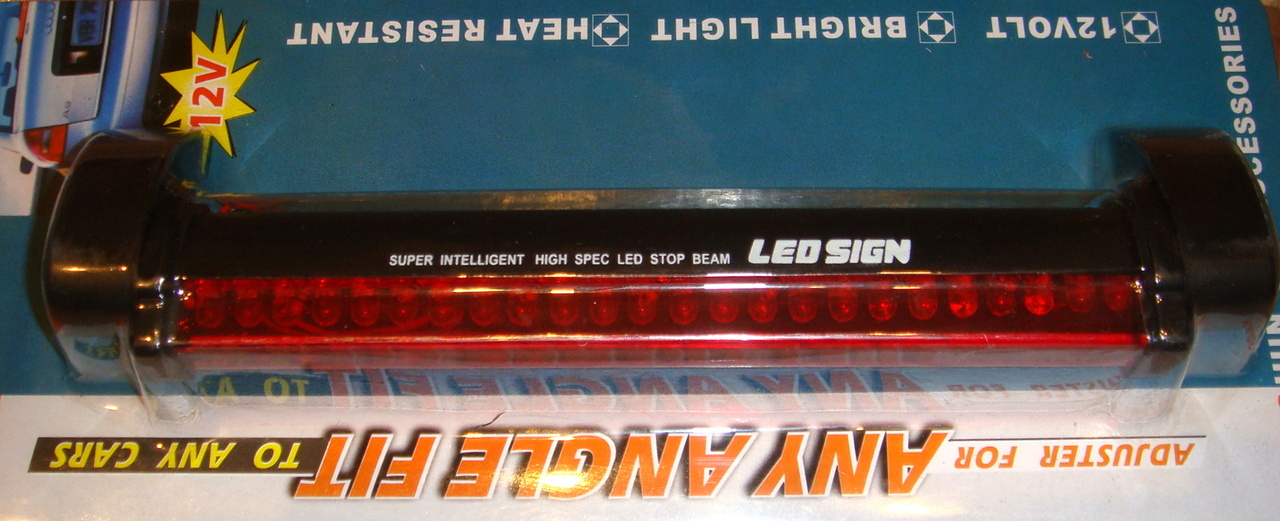 12VOLT BRIGHT LIGHT HEAT RESISTANT
12V
SUPER INTELLIGENT HIGH SPEC LED STOP BEAM LED SIGN
ADJUSTER FOR ANY ANGLE FIT TO ANY CARS